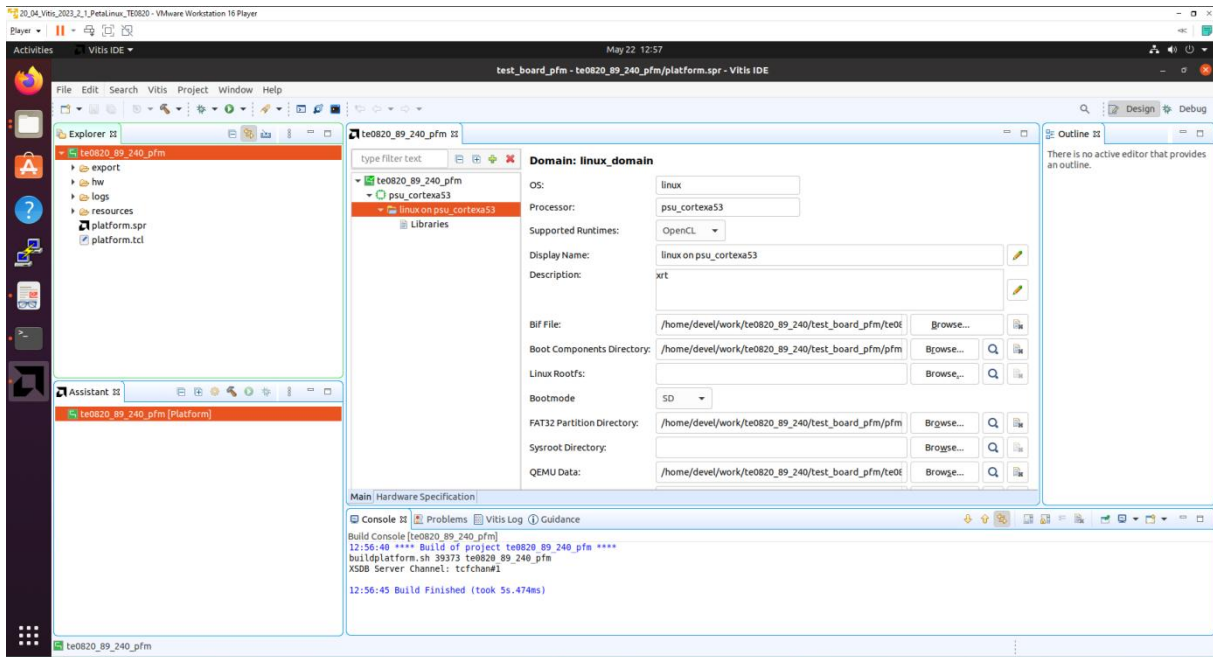 20_04_Vitis_2023_2_1_PetaLinux_TE0820 - VMware Workstation 16 Player
Player
Activities
Vitis IDE
May 22 12:57
test_board_pfm - te0820_89_240_pfm/platform.spr - Vitis IDE
File Edit Search Vitis Project Window Help
Design
Debug
Explorer
te0820_89_240_pfm
export
hw
logs
resources
platform.spr
platform.tcl
te0820_89_240_pfm
type filter text
te0820_89_240_pfm
psu_cortexa53
linux on psu_cortexa53
Libraries
Domain: linux_domain
OS: linux
Processor: psu_cortexa53
Supported Runtimes: OpenCL
Display Name: linux on psu_cortexa53
Description: xrt
Bif File: /home/devel/work/te0820_89_240/test_board_pfm/te08 Browse...
Boot Components Directory: /home/devel/work/te0820_89_240/test_board_pfm/pfm Browse...
Linux Rootfs: Browse...
Bootmode SD
FAT32 Partition Directory: /home/devel/work/te0820_89_240/test_board_pfm/pfm Browse...
Sysroot Directory: Browse...
QEMU Data: /home/devel/work/te0820_89_240/test_board_pfm/te08 Browse...
Main Hardware Specification
Outline
There is no active editor that provides
an outline.
Assistant
te0820_89_240_pfm [Platform]
Console Problems Vitis Log Guidance
Build Console [te0820_89_240_pfm]
12:56:40 **** Build of project te0820_89_240_pfm ****
buildplatform.sh 39373 te0820_89_240_pfm
XSDB Server Channel: tcfchan#1
12:56:45 Build Finished (took 5s.474ms)
te0820_89_240_pfm